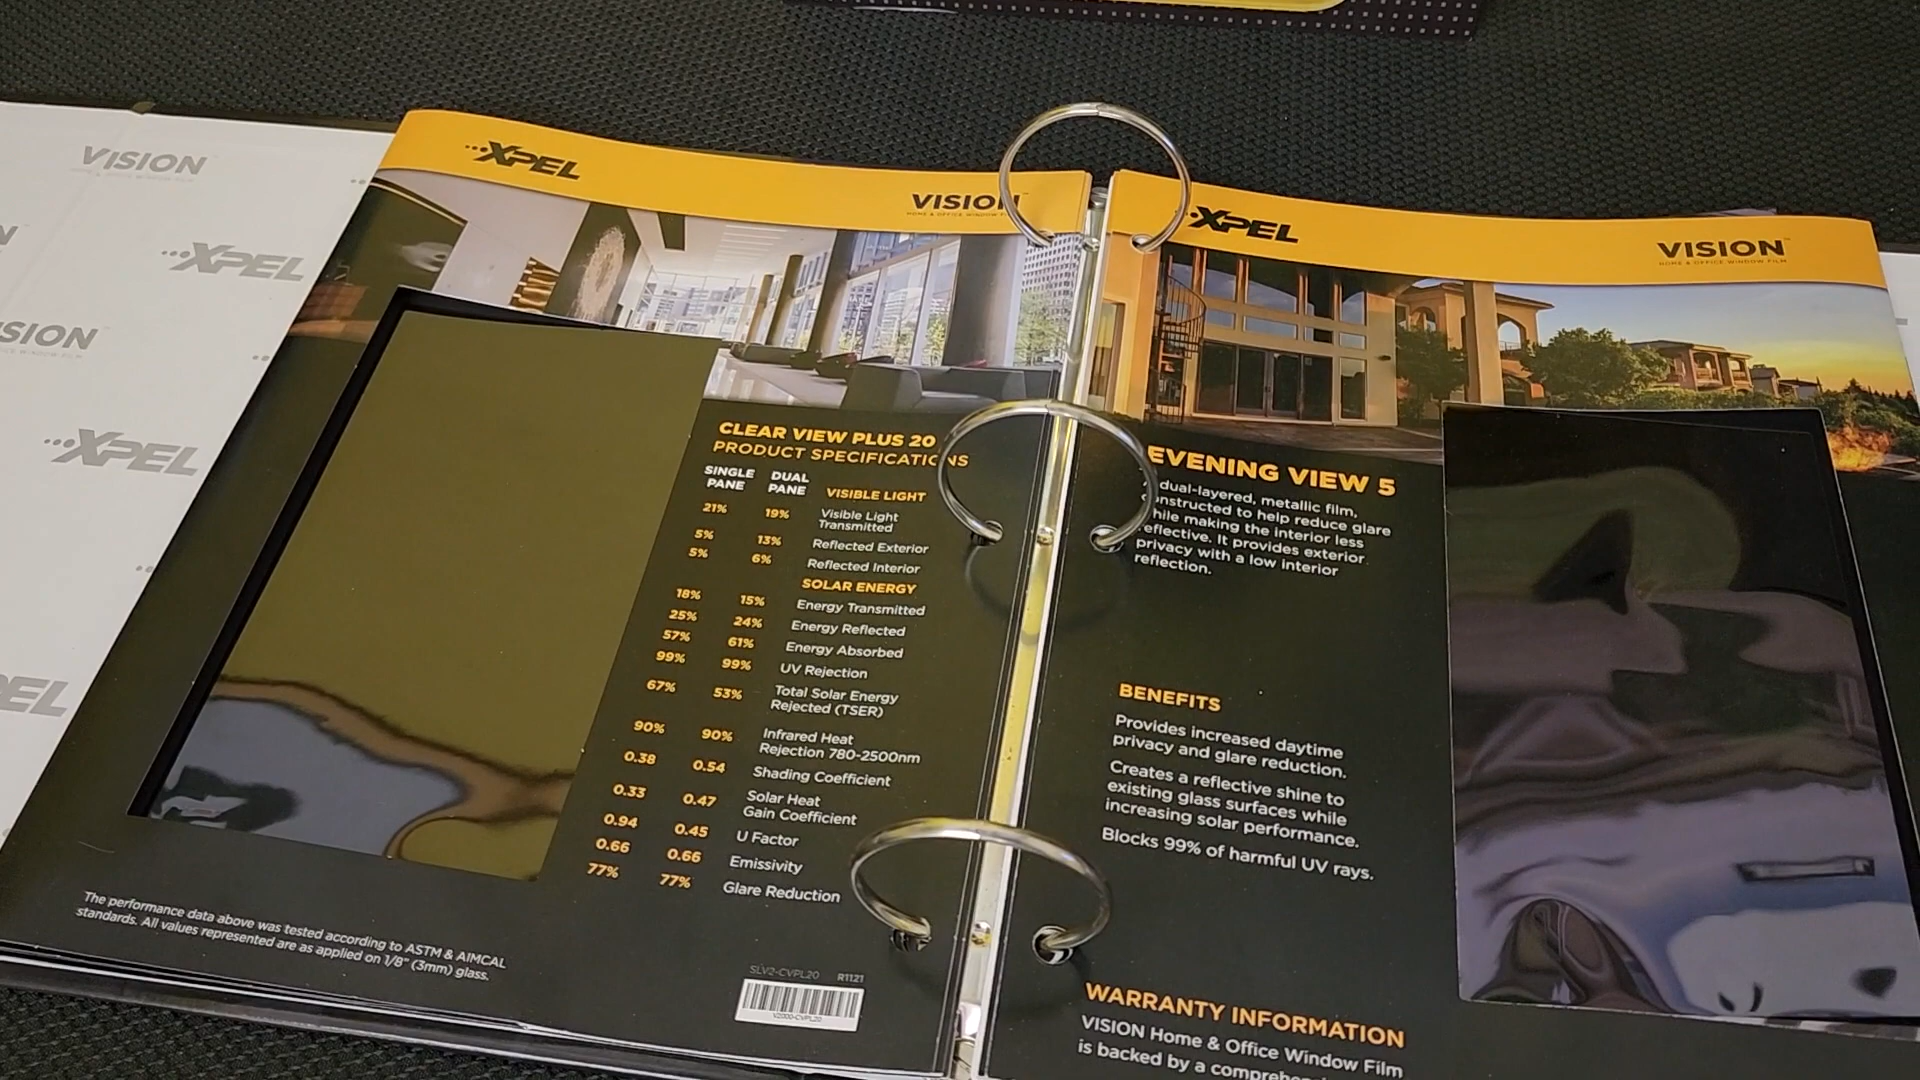 VISION
XPEL
VISION
XPEL
XPEL
VISION
HOME & OFFICE WINDOW
CLEAR VIEW PLUS 20
PRODUCT SPECIFICATIONS
SINGLE PANE DUAL PANE VISIBLE LIGHT
21% 19% Visible Light Transmitted
5% 13% Reflected Exterior
5% 6% Reflected Interior
SOLAR ENERGY
18% 15% Energy Transmitted
25% 24% Energy Reflected
57% 61% Energy Absorbed
99% 99% UV Rejection
67% 53% Total Solar Energy Rejected (TSER)
90% 90% Infrared Heat Rejection 780-2500nm
0.38 0.54 Shading Coefficient
0.33 0.47 Solar Heat Gain Coefficient
0.94 0.45 U Factor
0.66 0.66 Emissivity
77% 77% Glare Reduction
The performance data above was tested according to ASTM & AIMCAL
standards. All values represented are as applied on 1/8" (3mm) glass.
SLV2-CVPL20 R1121
V2000-CVPL20
XPEL
VISION
HOME & OFFICE WINDOW FILM
EVENING VIEW 5
dual-layered, metallic film,
constructed to help reduce glare
while making the interior less
reflective. It provides exterior
privacy with a low interior
reflection.
BENEFITS
Provides increased daytime
privacy and glare reduction.
Creates a reflective shine to
existing glass surfaces while
increasing solar performance.
Blocks 99% of harmful UV rays.
WARRANTY INFORMATION
VISION Home & Office Window Film
is backed by a